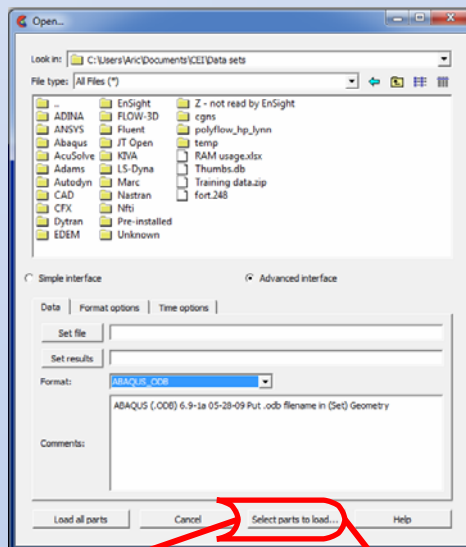 Open...
Look in: C:\Users\Aric\Documents\CEI\Data sets
File type: All Files (*)
.. EnSight Z - not read by EnSight
ADINA FLOW-3D cgns
ANSYS Fluent polyflow_hp_lynn
Abaqus JT Open temp
AcuSolve KIVA RAM usage.xlsx
Adams LS-Dyna Thumbs.db
Autodyn Marc Training data.zip
CAD Nastran fort.248
CFX Nfti
Dytran Pre-installed
EDEM Unknown
Simple interface Advanced interface
Data Format options Time options
Set file
Set results
Format: ABAQUS_ODB
ABAQUS (.ODB) 6.9-1a 05-28-09 Put .odb filename in (Set) Geometry
Comments:
Load all parts Cancel Select parts to load... Help